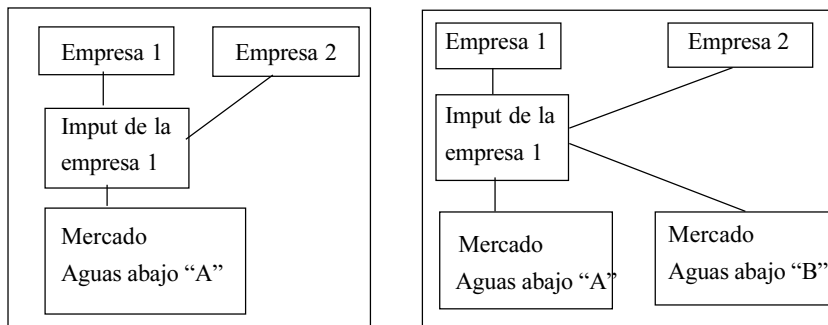 Empresa 1
Empresa 2
Imput de la
empresa 1
Mercado
Aguas abajo “A”
Empresa 1
Empresa 2
Imput de la
empresa 1
Mercado
Aguas abajo “A”
Mercado
Aguas abajo “B”